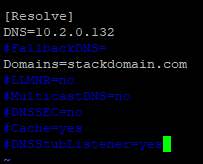 [Resolve]
DNS=10.2.0.132
#FallbackDNS=
Domains=stackdomain.com
#LLMNR=no
#MulticastDNS=no
#DNSSEC=no
#Cache=yes
#DNSStubListener=yes
~